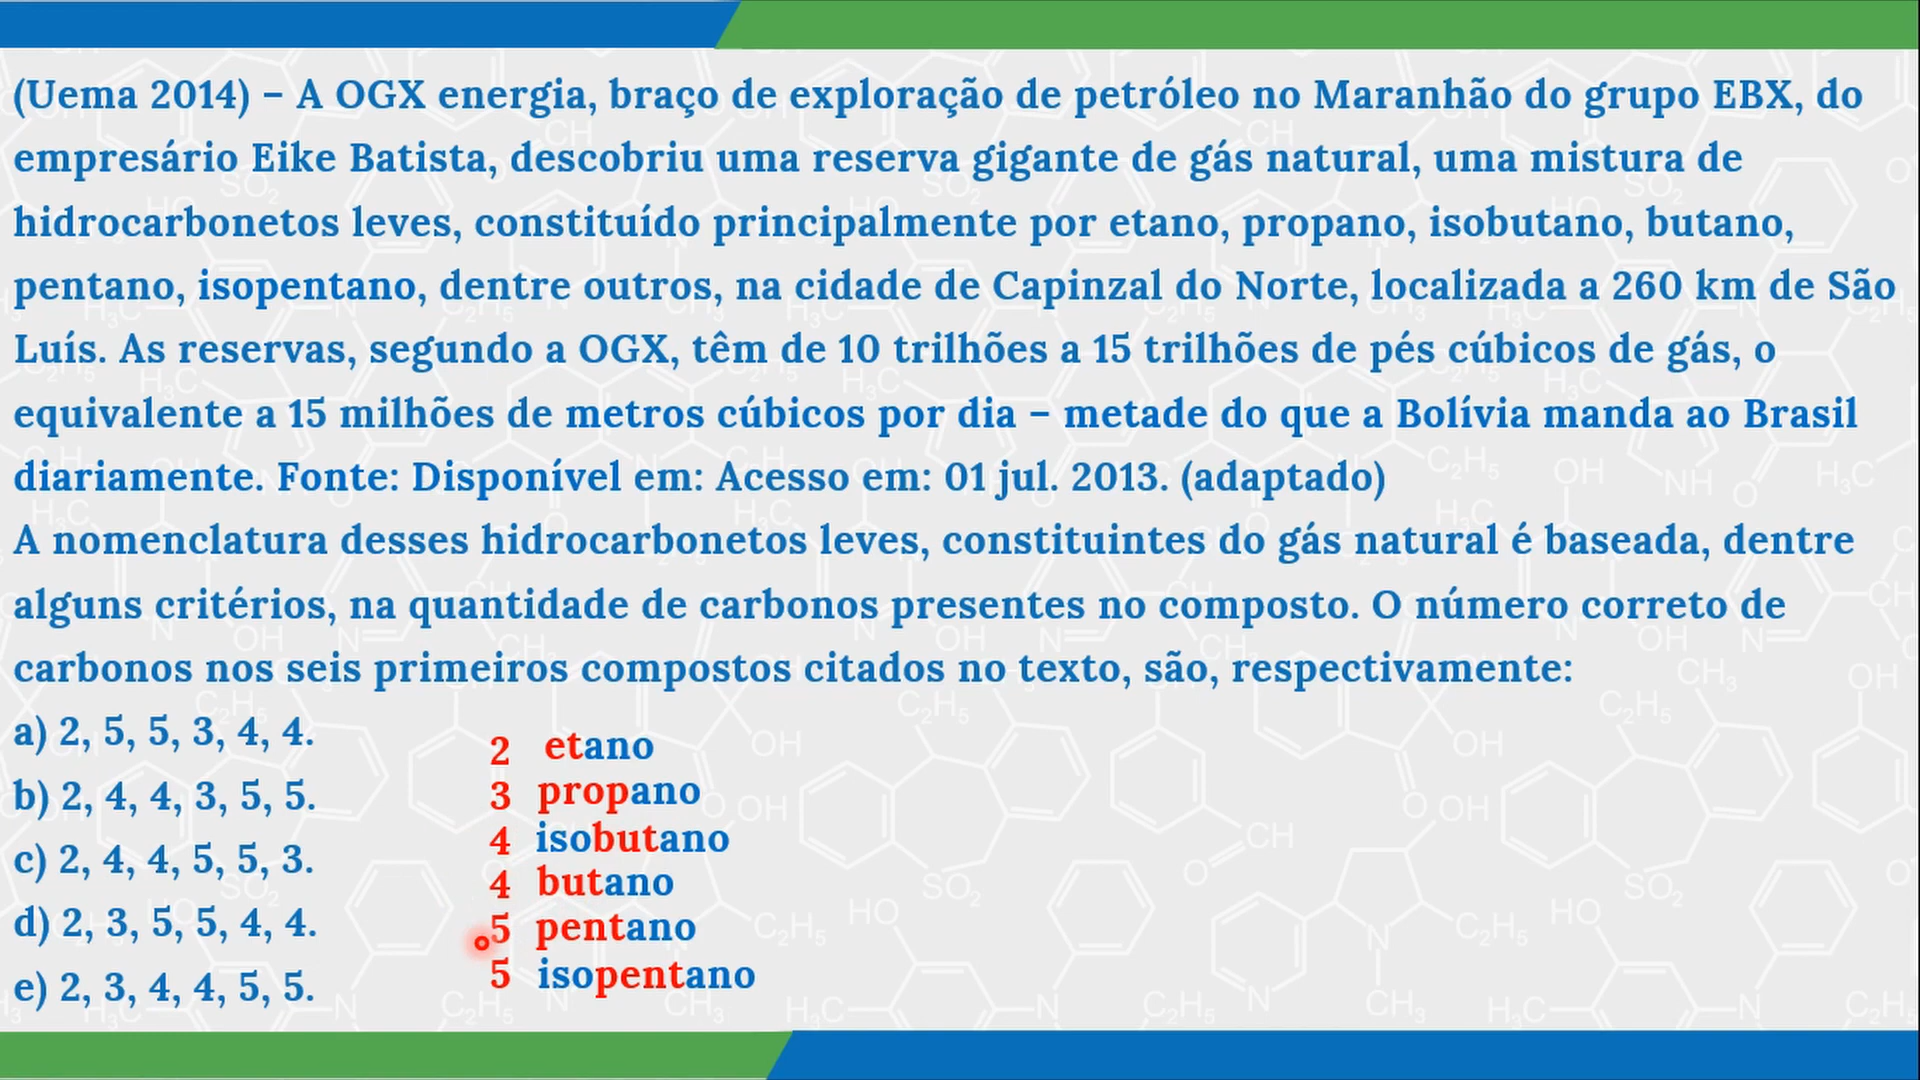 (Uema 2014) – A OGX energia, braço de exploração de petróleo no Maranhão do grupo EBX, do
empresário Eike Batista, descobriu uma reserva gigante de gás natural, uma mistura de
hidrocarbonetos leves, constituído principalmente por etano, propano, isobutano, butano,
pentano, isopentano, dentre outros, na cidade de Capinzal do Norte, localizada a 260 km de São
Luís. As reservas, segundo a OGX, têm de 10 trilhões a 15 trilhões de pés cúbicos de gás, o
equivalente a 15 milhões de metros cúbicos por dia – metade do que a Bolívia manda ao Brasil
diariamente. Fonte: Disponível em: Acesso em: 01 jul. 2013. (adaptado)
A nomenclatura desses hidrocarbonetos leves, constituintes do gás natural é baseada, dentre
alguns critérios, na quantidade de carbonos presentes no composto. O número correto de
carbonos nos seis primeiros compostos citados no texto, são, respectivamente:
a) 2, 5, 5, 3, 4, 4.
b) 2, 4, 4, 3, 5, 5.
c) 2, 4, 4, 5, 5, 3.
d) 2, 3, 5, 5, 4, 4.
e) 2, 3, 4, 4, 5, 5.
2 etano
3 propano
4 isobutano
4 butano
5 pentano
5 isopentano